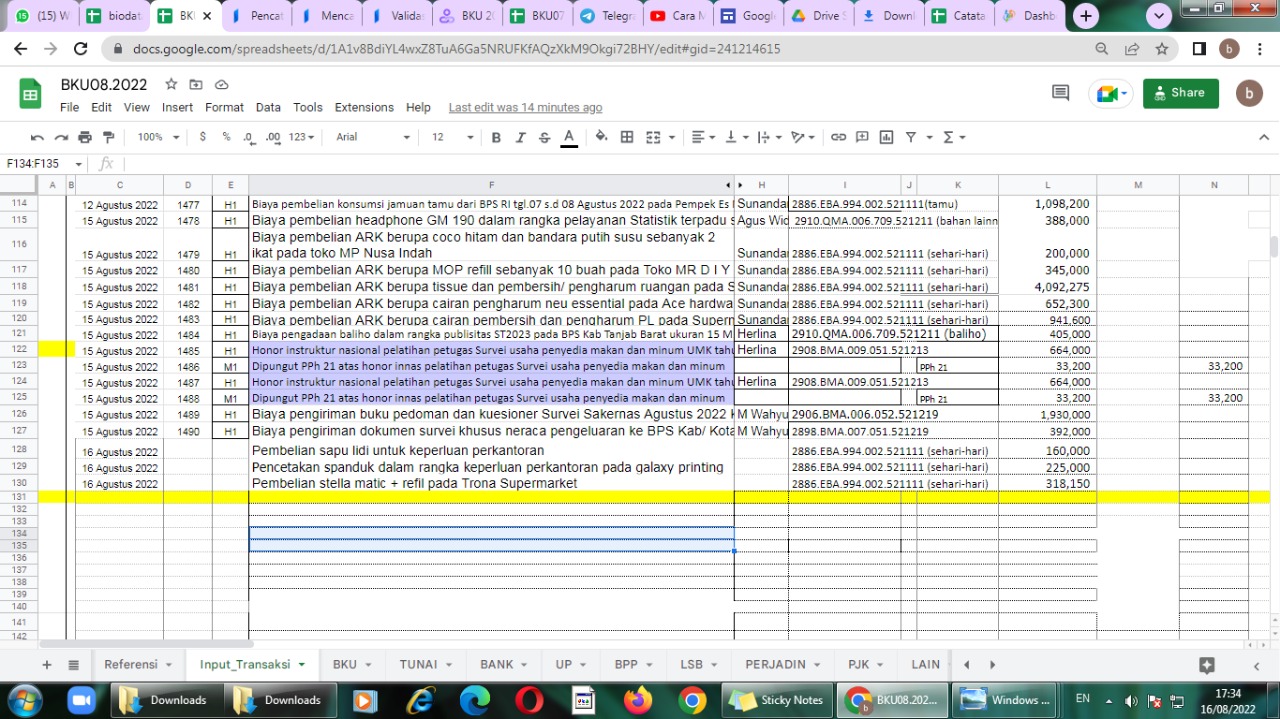 (15) W
biodat
BK
Pencat
Menca
Valida
BKU 20
BKU07
Telegra
Cara M
Googl
Drive S
Downl
Catata
Dashb
docs.google.com/spreadsheets/d/1A1v8BdiYL4wxZ8TuA6Ga5NRUFKfAQzXkM9Okgi72BHY/edit#gid=241214615
b
BKU08.2022
File Edit View Insert Format Data Tools Extensions Help Last edit was 14 minutes ago
Share
b
100% $ % .0 .00 123 Arial 12 B I S A
F134:F135 fx
A B C D E F H I J K L M N
114 12 Agustus 2022 1477 H1 Biaya pembelian konsumsi jamuan tamu dari BPS RI tgl.07 s.d 08 Agustus 2022 pada Pempek Es Sunandar 2886.EBA.994.002.521111(tamu) 1,098,200
115 15 Agustus 2022 1478 H1 Biaya pembelian headphone GM 190 dalam rangka pelayanan Statistik terpadu s Agus Wid 2910.QMA.006.709.521211 (bahan lainn 388,000
Biaya pembelian ARK berupa coco hitam dan bandara putih susu sebanyak 2
116 15 Agustus 2022 1479 H1 ikat pada toko MP Nusa Indah Sunandar 2886.EBA.994.002.521111 (sehari-hari) 200,000
117 15 Agustus 2022 1480 H1 Biaya pembelian ARK berupa MOP refill sebanyak 10 buah pada Toko MR D I Y Sunandar 2886.EBA.994.002.521111 (sehari-hari) 345,000
118 15 Agustus 2022 1481 H1 Biaya pembelian ARK berupa tissue dan pembersih/ pengharum ruangan pada S Sunandar 2886.EBA.994.002.521111 (sehari-hari) 4,092,275
119 15 Agustus 2022 1482 H1 Biaya pembelian ARK berupa cairan pengharum neu essential pada Ace hardwa Sunandar 2886.EBA.994.002.521111 (sehari-hari) 652,300
120 15 Agustus 2022 1483 H1 Biaya pembelian ARK berupa cairan pembersih dan pengharum PL pada Superm Sunandar 2886.EBA.994.002.521111 (sehari-hari) 941,600
121 15 Agustus 2022 1484 H1 Biaya pengadaan baliho dalam rangka publisitas ST2023 pada BPS Kab Tanjab Barat ukuran 15 M Herlina 2910.QMA.006.709.521211 (baliho) 405,000
122 15 Agustus 2022 1485 H1 Honor instruktur nasional pelatihan petugas Survei usaha penyedia makan dan minum UMK tahu Herlina 2908.BMA.009.051.521213 664,000
123 15 Agustus 2022 1486 M1 Dipungut PPh 21 atas honor innas pelatihan petugas Survei usaha penyedia makan dan minum PPh 21 33,200 33,200
124 15 Agustus 2022 1487 H1 Honor instruktur nasional pelatihan petugas Survei usaha penyedia makan dan minum UMK tahu Herlina 2908.BMA.009.051.521213 664,000
125 15 Agustus 2022 1488 M1 Dipungut PPh 21 atas honor innas pelatihan petugas Survei usaha penyedia makan dan minum PPh 21 33,200 33,200
126 15 Agustus 2022 1489 H1 Biaya pengiriman buku pedoman dan kuesioner Survei Sakernas Agustus 2022 k M Wahyu 2906.BMA.006.052.521219 1,930,000
127 15 Agustus 2022 1490 H1 Biaya pengiriman dokumen survei khusus neraca pengeluaran ke BPS Kab/ Kota M Wahyu 2898.BMA.007.051.521219 392,000
128 16 Agustus 2022 Pembelian sapu lidi untuk keperluan perkantoran 2886.EBA.994.002.521111 (sehari-hari) 160,000
129 16 Agustus 2022 Pencetakan spanduk dalam rangka keperluan perkantoran pada galaxy printing 2886.EBA.994.002.521111 (sehari-hari) 225,000
130 16 Agustus 2022 Pembelian stella matic + refil pada Trona Supermarket 2886.EBA.994.002.521111 (sehari-hari) 318,150
131
132
133
134
135
136
137
138
139
140
141
142
Referensi Input_Transaksi BKU TUNAI BANK UP BPP LSB PERJADIN PJK LAIN
Downloads Downloads Sticky Notes BKU08.202... Windows ... EN 17:34
16/08/2022